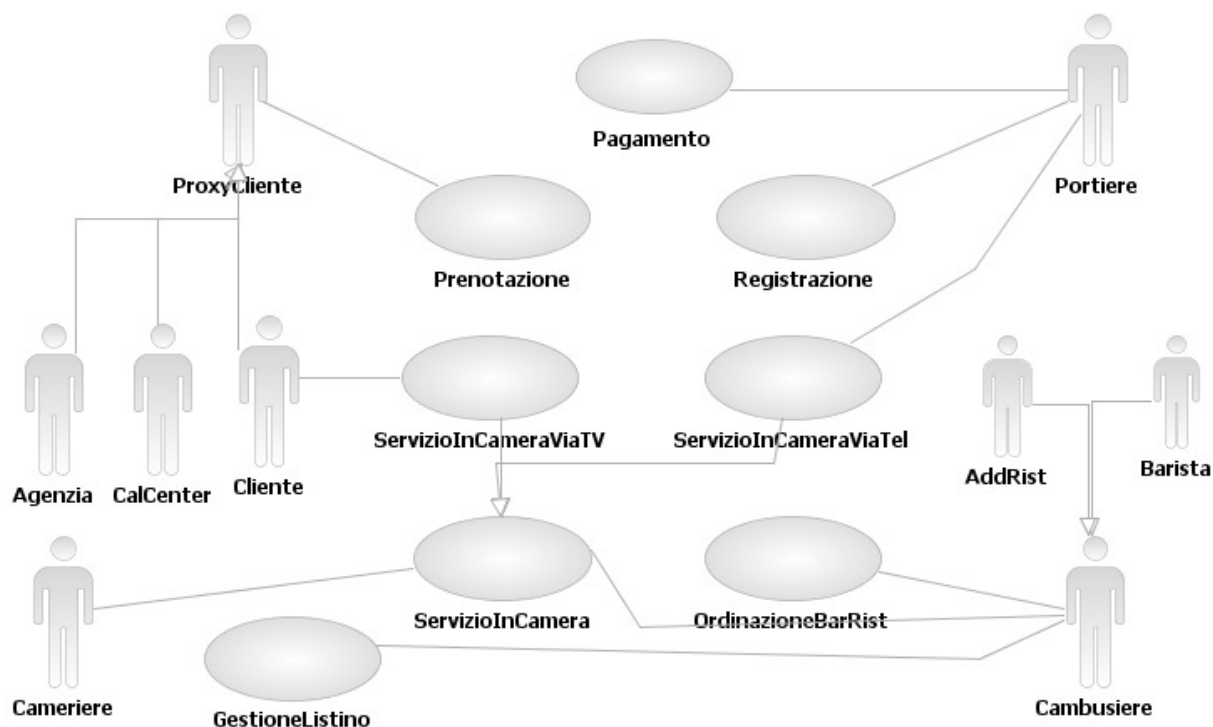 Pagamento
ProxyCliente
Portiere
Prenotazione
Registrazione
ServizioInCameraViaTV
ServizioInCameraViaTel
AddRist
Barista
Agenzia
CalCenter
Cliente
ServizioInCamera
OrdinazioneBarRist
Cameriere
GestioneListino
Cambusiere